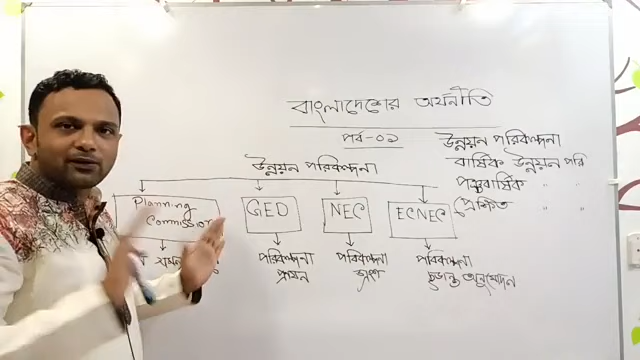 বাংলাদেশের অর্থনীতি
পর্ব-০১
উন্নয়ন পরিকল্পনা
উন্নয়ন পরিকল্পনা
বার্ষিক উন্নয়ন পরি
পঞ্চবার্ষিক " "
প্রেক্ষিত " "
Planning
Commission
GED
NEC
ECNEC
পরিকল্পনা
প্রণয়ন
পরিকল্পনা
পরিকল্পনা
চূড়ান্ত অনুমোদন